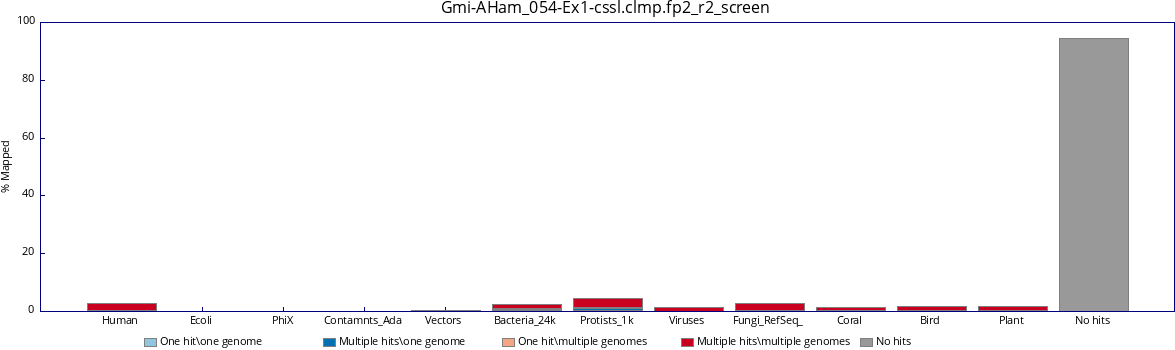 Gmi-AHam_054-Ex1-cssl.clmp.fp2_r2_screen
100
80
60
40
20
0
% Mapped
Human Ecoli PhiX Contamnts_Ada Vectors Bacteria_24k Protists_1k Viruses Fungi_RefSeq_ Coral Bird Plant No hits
One hit\one genome Multiple hits\one genome One hit\multiple genomes Multiple hits\multiple genomes No hits